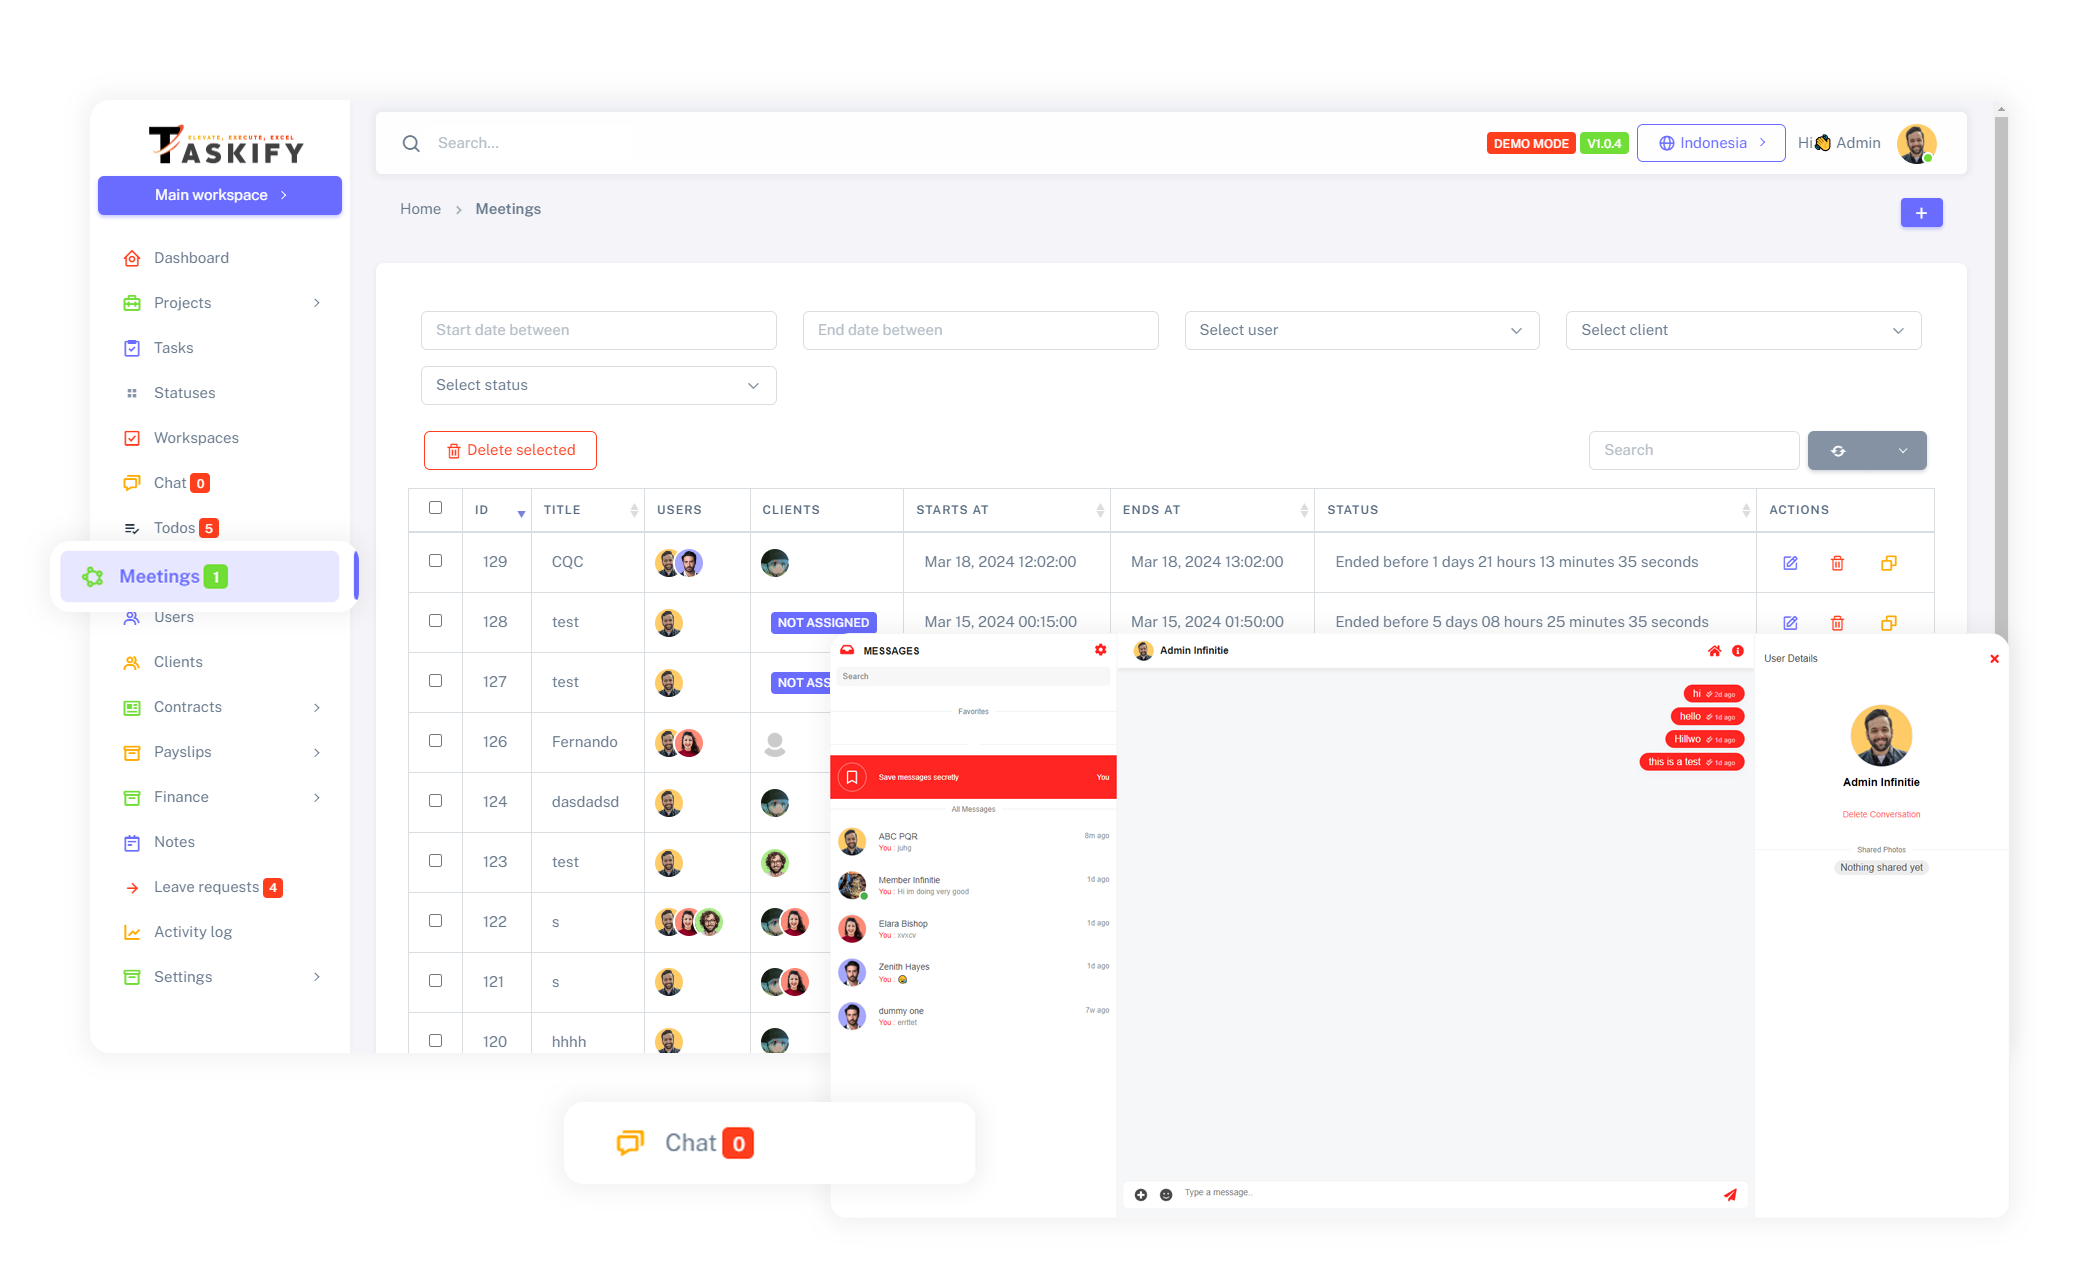 ELEVATE, EXECUTE, EXCEL
TASKIFY
Main workspace
Dashboard
Projects
Tasks
Statuses
Workspaces
Chat 0
Todos 5
Meetings 1
Users
Clients
Contracts
Payslips
Finance
Notes
Leave requests 4
Activity log
Settings
Search...
DEMO MODE V1.0.4 Indonesia Hi👋 Admin
Home Meetings
+
Start date between End date between Select user Select client
Select status
Delete selected Search
ID TITLE USERS CLIENTS STARTS AT ENDS AT STATUS ACTIONS
129 CQC Mar 18, 2024 12:02:00 Mar 18, 2024 13:02:00 Ended before 1 days 21 hours 13 minutes 35 seconds
128 test NOT ASSIGNED Mar 15, 2024 00:15:00 Mar 15, 2024 01:50:00 Ended before 5 days 08 hours 25 minutes 35 seconds
127 test NOT ASS
126 Fernando
124 dasdadsd
123 test
122 s
121 s
120 hhhh
MESSAGES
Search
Favorites
Save messages secretly You
All Messages
ABC PQR 8m ago
You : juhg
Member Infinitie 1d ago
You : Hi im doing very good
Elara Bishop 1d ago
You : xvxcv
Zenith Hayes 1d ago
You :
dummy one 7w ago
You : errftet
Admin Infinitie
hi 2d ago
hello 1d ago
Hillwo 1d ago
this is a test 1d ago
Type a message..
User Details
Admin Infinitie
Delete Conversation
Shared Photos
Nothing shared yet
Chat 0